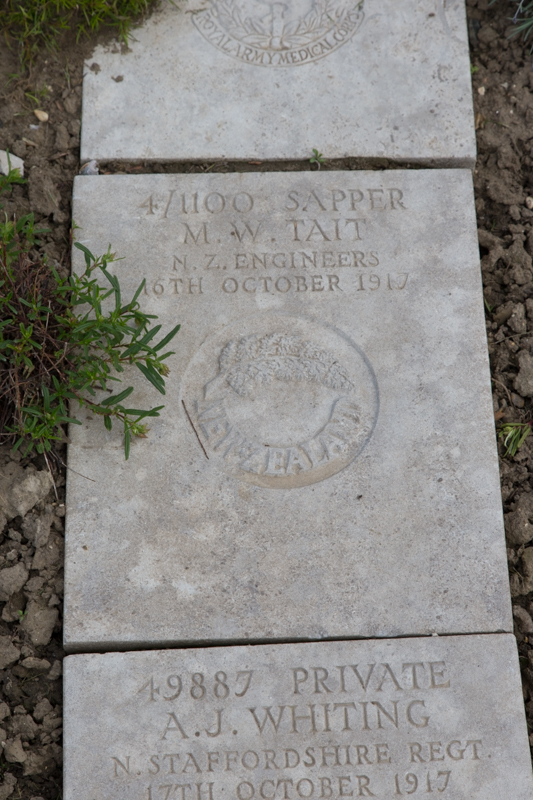 ROYAL ARMY MEDICAL CORPS
4/1100 SAPPER
M. W. TAIT
N. Z. ENGINEERS
16TH OCTOBER 1917
NEW ZEALAND
49887 PRIVATE
A. J. WHITING
N. STAFFORDSHIRE REGT.
17TH OCTOBER 1917